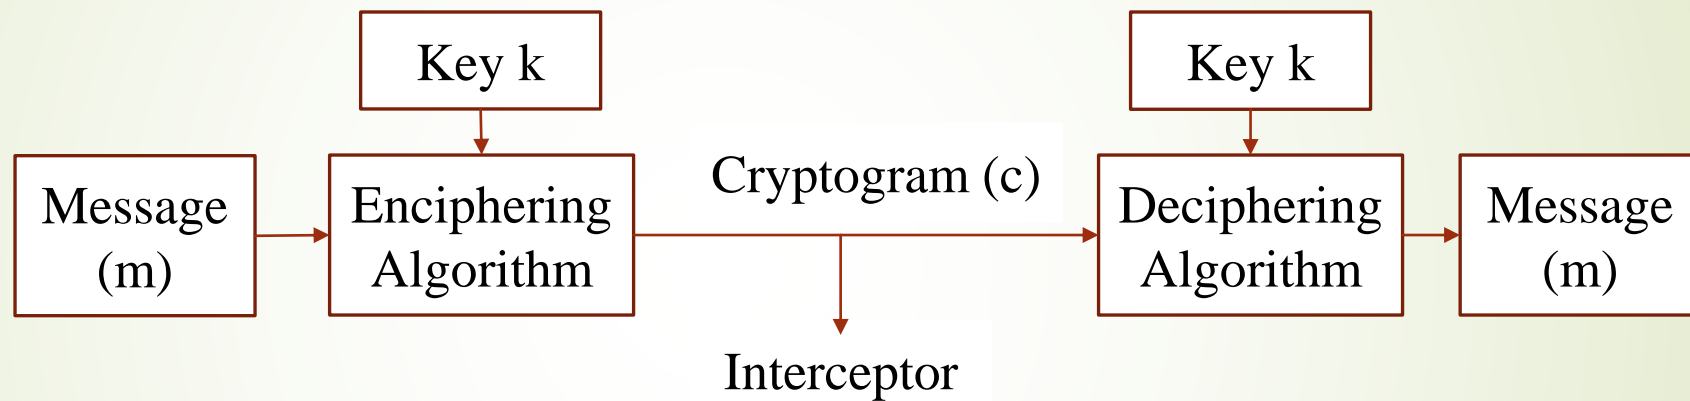 Key k
Key k
Message
(m)
Enciphering
Algorithm
Cryptogram (c)
Deciphering
Algorithm
Message
(m)
Interceptor